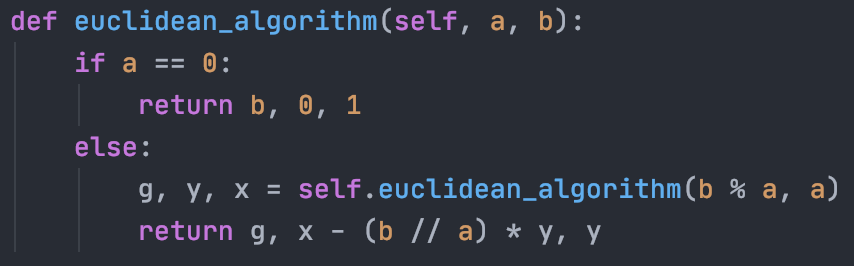 def euclidean_algorithm(self, a, b):
    if a == 0:
        return b, 0, 1
    else:
        g, y, x = self.euclidean_algorithm(b % a, a)
        return g, x - (b // a) * y, y